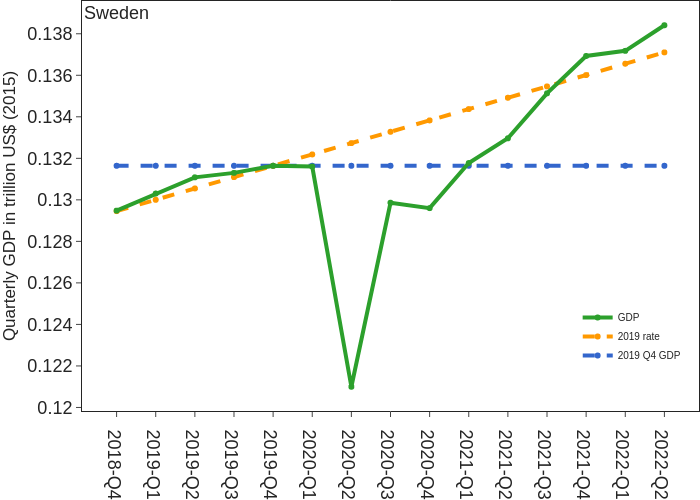 Sweden
Quarterly GDP in trillion US$ (2015)
0.138
0.136
0.134
0.132
0.13
0.128
0.126
0.124
0.122
0.12
GDP
2019 rate
2019 Q4 GDP
2018-Q4
2019-Q1
2019-Q2
2019-Q3
2019-Q4
2020-Q1
2020-Q2
2020-Q3
2020-Q4
2021-Q1
2021-Q2
2021-Q3
2021-Q4
2022-Q1
2022-Q2